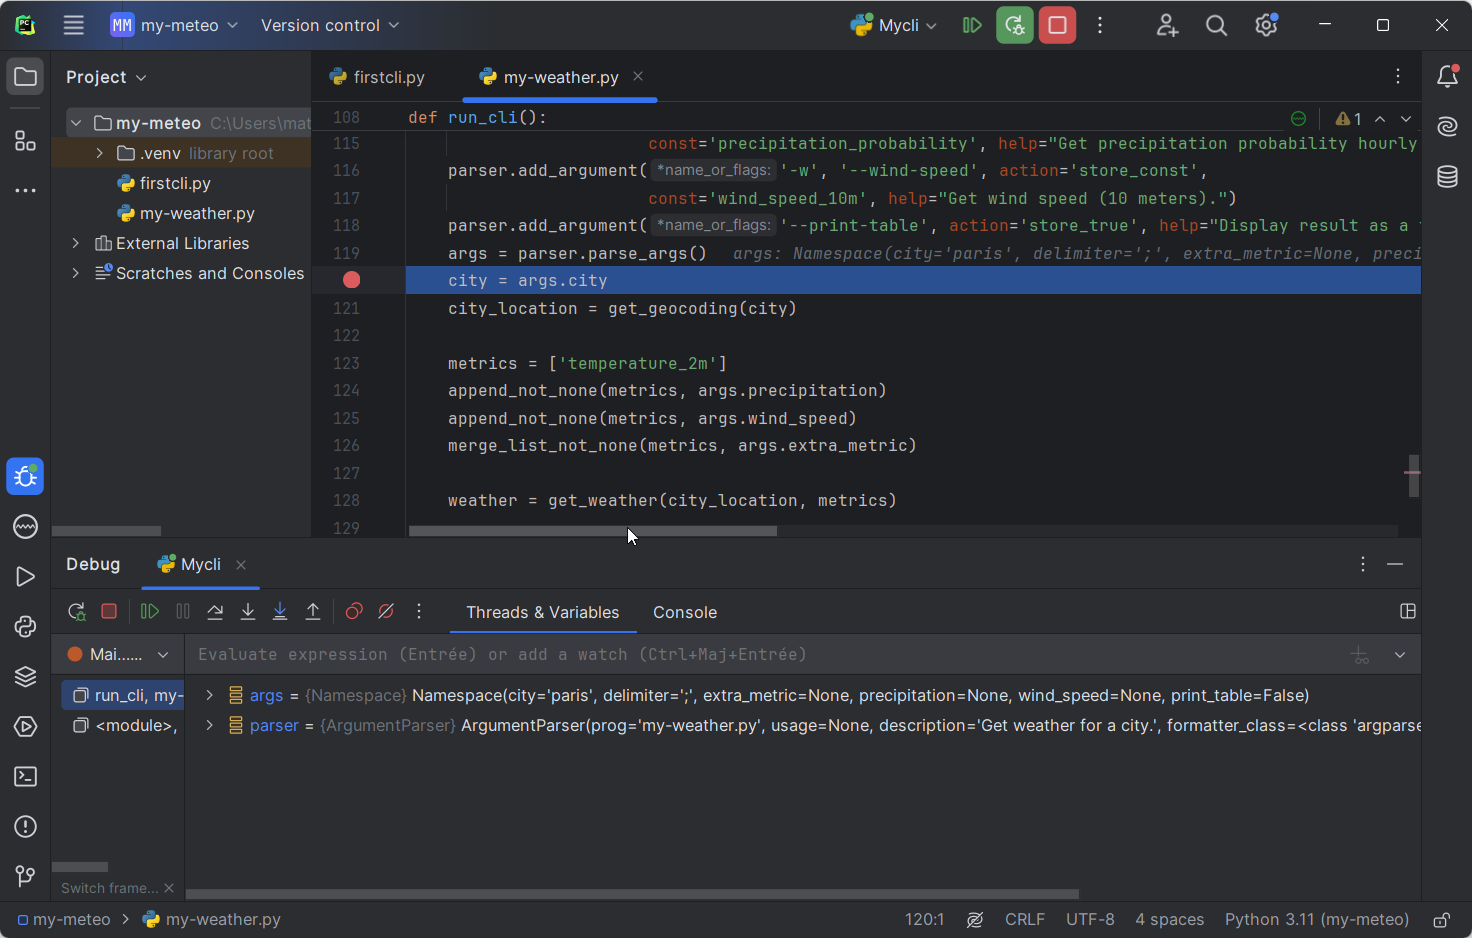 PC
MM my-meteo Version control Mycli
Project
my-meteo C:\Users\mat
.venv library root
firstcli.py
my-weather.py
External Libraries
Scratches and Consoles
firstcli.py my-weather.py
108 def run_cli(): 1
115 const='precipitation_probability', help="Get precipitation probability hourly
116 parser.add_argument( *name_or_flags: '-w', '--wind-speed', action='store_const',
117 const='wind_speed_10m', help="Get wind speed (10 meters).")
118 parser.add_argument( *name_or_flags: '--print-table', action='store_true', help="Display result as a
119 args = parser.parse_args() args: Namespace(city='paris', delimiter=';', extra_metric=None, preci
city = args.city
121 city_location = get_geocoding(city)
122
123 metrics = ['temperature_2m']
124 append_not_none(metrics, args.precipitation)
125 append_not_none(metrics, args.wind_speed)
126 merge_list_not_none(metrics, args.extra_metric)
127
128 weather = get_weather(city_location, metrics)
129
Debug Mycli
Threads & Variables Console
Mai...... Evaluate expression (Entrée) or add a watch (Ctrl+Maj+Entrée)
run_cli, my-
<module>,
args = {Namespace} Namespace(city='paris', delimiter=';', extra_metric=None, precipitation=None, wind_speed=None, print_table=False)
parser = {ArgumentParser} ArgumentParser(prog='my-weather.py', usage=None, description='Get weather for a city.', formatter_class=<class 'argparse
Switch frame...
my-meteo my-weather.py 120:1 CRLF UTF-8 4 spaces Python 3.11 (my-meteo)